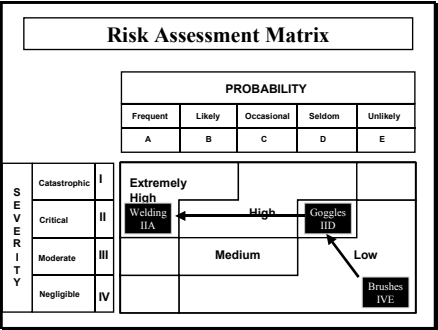 Risk Assessment Matrix
PROBABILITY
Frequent Likely Occasional Seldom Unlikely
A B C D E
SEVERITY
Catastrophic I
Critical II
Moderate III
Negligible IV
Extremely
High
Welding
IIA
High
Goggles
IID
Medium
Low
Brushes
IVE